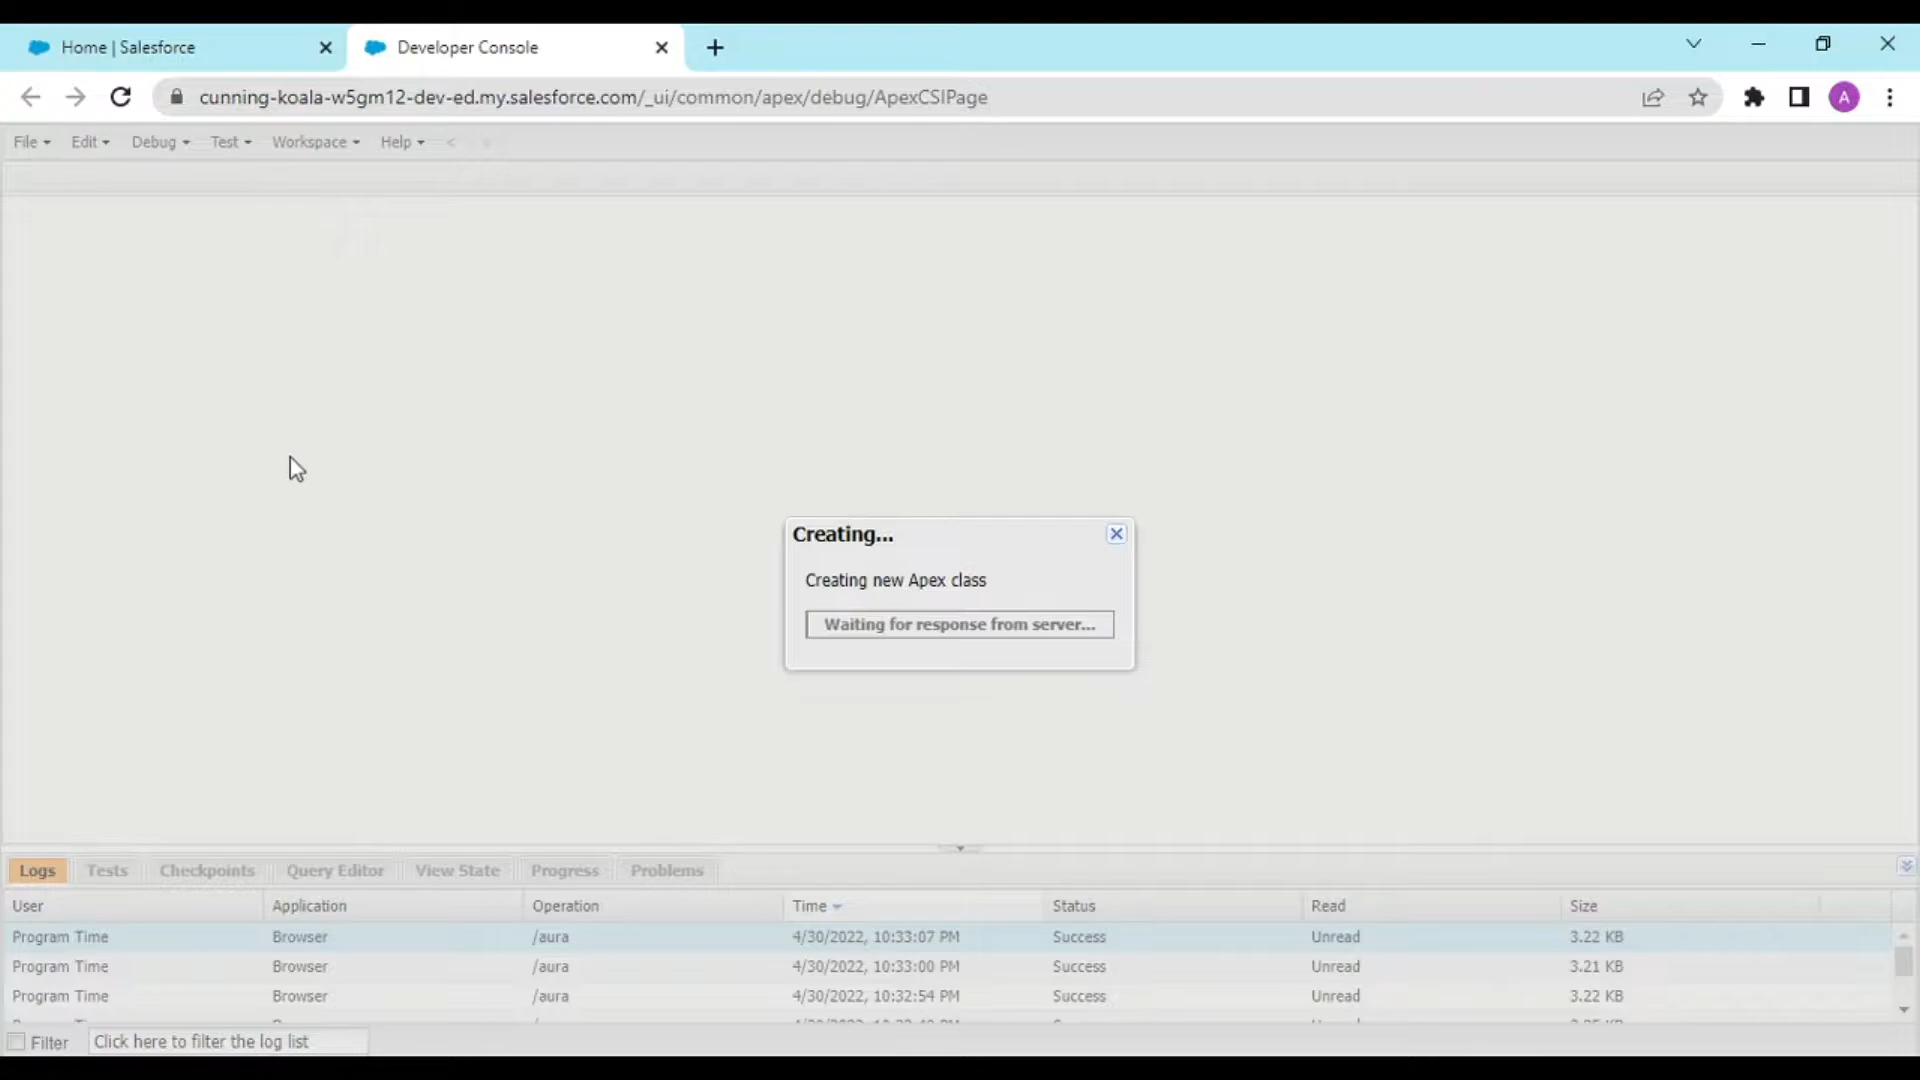 Home | Salesforce
Developer Console
cunning-koala-w5gm12-dev-ed.my.salesforce.com/_ui/common/apex/debug/ApexCSIPage
A
File Edit Debug Test Workspace Help <
Creating...
Creating new Apex class
Waiting for response from server...
Logs Tests Checkpoints Query Editor View State Progress Problems
User Application Operation Time Status Read Size
Program Time Browser /aura 4/30/2022, 10:33:07 PM Success Unread 3.22 KB
Program Time Browser /aura 4/30/2022, 10:33:00 PM Success Unread 3.21 KB
Program Time Browser /aura 4/30/2022, 10:32:54 PM Success Unread 3.22 KB
Filter Click here to filter the log list